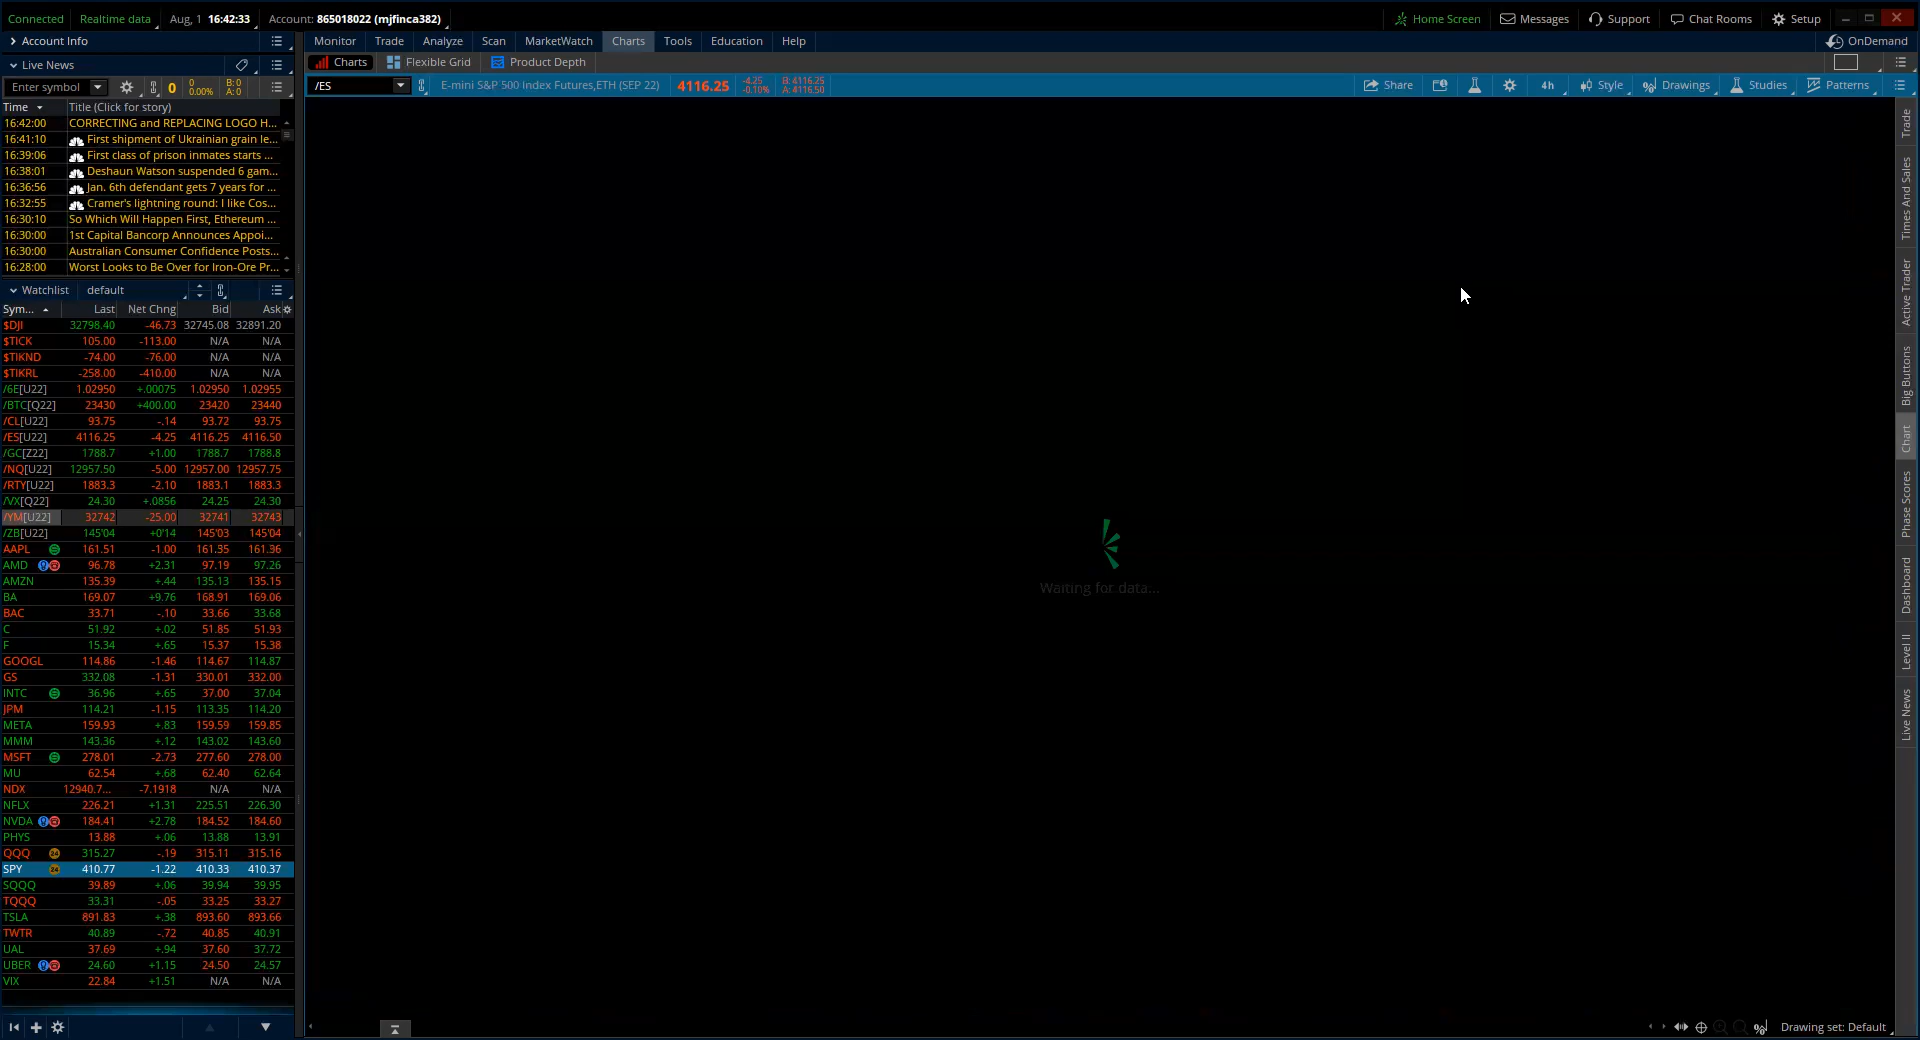 Connected Realtime data Aug, 1 16:42:33 Account: 865018022 (mjfinca382) Home Screen Messages Support Chat Rooms Setup
Account Info
Monitor Trade Analyze Scan MarketWatch Charts Tools Education Help OnDemand
Live News
Charts Flexible Grid Product Depth
Enter symbol 0 0 0.00% B: 0 A: 0
/ES E-mini S&P 500 Index Futures,ETH (SEP 22) 4116.25 -4.25 -0.10% B: 4116.25 A: 4116.50 Share 4h Style Drawings Studies Patterns
Time Title (Click for story)
16:42:00 CORRECTING and REPLACING LOGO H...
16:41:10 First shipment of Ukrainian grain le...
16:39:06 First class of prison inmates starts ...
16:38:01 Deshaun Watson suspended 6 gam...
16:36:56 Jan. 6th defendant gets 7 years for ...
16:32:55 Cramer's lightning round: I like Cos...
16:30:10 So Which Will Happen First, Ethereum ...
16:30:00 1st Capital Bancorp Announces Appoi...
16:30:00 Australian Consumer Confidence Posts...
16:28:00 Worst Looks to Be Over for Iron-Ore Pr...
Watchlist default
Sym... Last Net Chng Bid Ask
$DJI 32798.40 -46.73 32745.08 32891.20
$TICK 105.00 -113.00 N/A N/A
$TIKND -74.00 -76.00 N/A N/A
$TIKRL -258.00 -410.00 N/A N/A
/6E[U22] 1.02950 +.00075 1.02950 1.02955
/BTC[Q22] 23430 +400.00 23420 23440
/CL[U22] 93.75 -.14 93.72 93.75
/ES[U22] 4116.25 -4.25 4116.25 4116.50
/GC[Z22] 1788.7 +1.00 1788.7 1788.8
/NQ[U22] 12957.50 -5.00 12957.00 12957.75
/RTY[U22] 1883.3 -2.10 1883.1 1883.3
/VX[Q22] 24.30 +.0856 24.25 24.30
/YM[U22] 32742 -25.00 32741 32743
/ZB[U22] 145'04 +0'14 145'03 145'04
AAPL 161.51 -1.00 161.35 161.36
AMD 96.78 +2.31 97.19 97.26
AMZN 135.39 +.44 135.13 135.15
BA 169.07 +9.76 168.91 169.06
BAC 33.71 -.10 33.66 33.68
C 51.92 +.02 51.85 51.93
F 15.34 +.65 15.37 15.38
GOOGL 114.86 -1.46 114.67 114.87
GS 332.08 -1.31 330.01 332.00
INTC 36.96 +.65 37.00 37.04
JPM 114.21 -1.15 113.35 114.20
META 159.93 +.83 159.59 159.85
MMM 143.36 +.12 143.02 143.60
MSFT 278.01 -2.73 277.60 278.00
MU 62.54 +.68 62.40 62.64
NDX 12940.7... -7.1918 N/A N/A
NFLX 226.21 +1.31 225.51 226.30
NVDA 184.41 +2.78 184.52 184.60
PHYS 13.88 +.06 13.88 13.91
QQQ 24 315.27 -.19 315.11 315.16
SPY 24 410.77 -1.22 410.33 410.37
SQQQ 39.89 +.06 39.94 39.95
TQQQ 33.31 -.05 33.25 33.27
TSLA 891.83 +.38 893.60 893.66
TWTR 40.89 -.72 40.85 40.91
UAL 37.69 +.94 37.60 37.72
UBER 24.60 +1.15 24.50 24.57
VIX 22.84 +1.51 N/A N/A
Waiting for data...
Trade
Times And Sales
Active Trader
Big Buttons
Chart
Phase Scores
Dashboard
Level II
Live News
Drawing set: Default